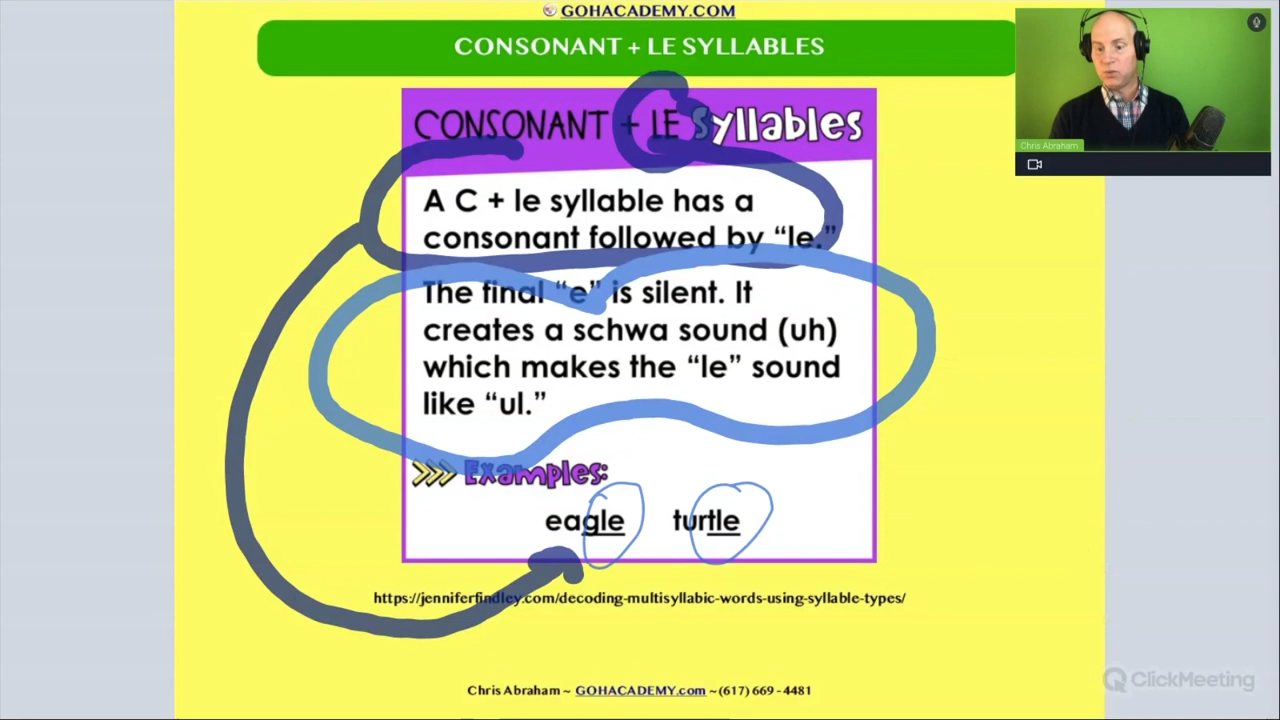 GOHACADEMY.COM
CONSONANT + LE SYLLABLES
CONSONANT + LE Syllables
A C + le syllable has a
consonant followed by “le.”
The final “e” is silent. It
creates a schwa sound (uh)
which makes the “le” sound
like “ul.”
Examples:
eagle turtle
https://jenniferfindley.com/decoding-multisyllabic-words-using-syllable-types/
Chris Abraham ~ GOHACADEMY.com ~(617) 669 - 4481
Chris Abraham
ClickMeeting